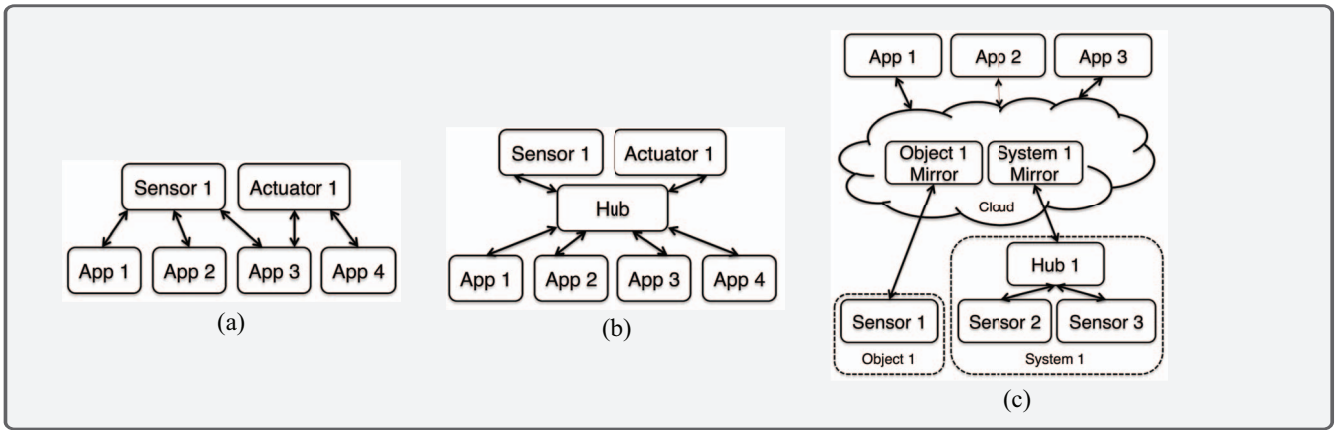 Sensor 1 Actuator 1
App 1 App 2 App 3 App 4
(a)
Sensor 1 Actuator 1
Hub
App 1 App 2 App 3 App 4
(b)
App 1 App 2 App 3
Object 1 System 1
Mirror Mirror
Cloud
Hub 1
Sensor 1 Sensor 2 Sensor 3
Object 1 System 1
(c)